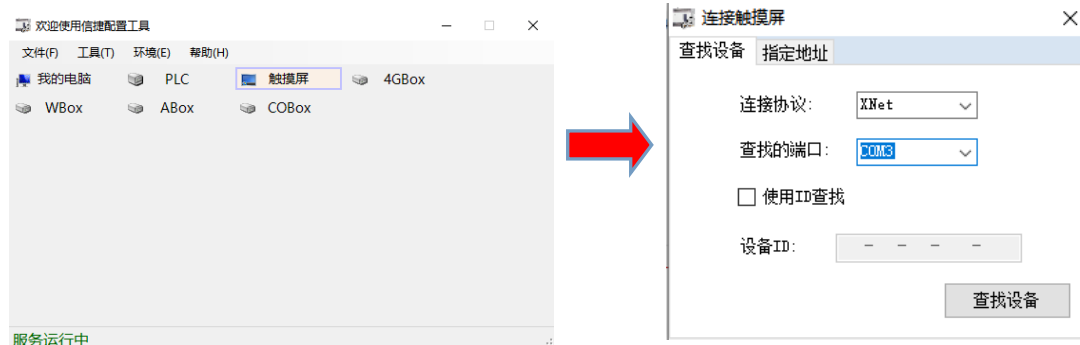 欢迎使用信捷配置工具
文件(F) 工具(T) 环境(E) 帮助(H)
我的电脑 PLC 触摸屏 4GBox
WBox ABox COBox
服务运行中
连接触摸屏
查找设备 指定地址
连接协议: XNet
查找的端口: COM3
使用ID查找
设备ID: - - - -
查找设备